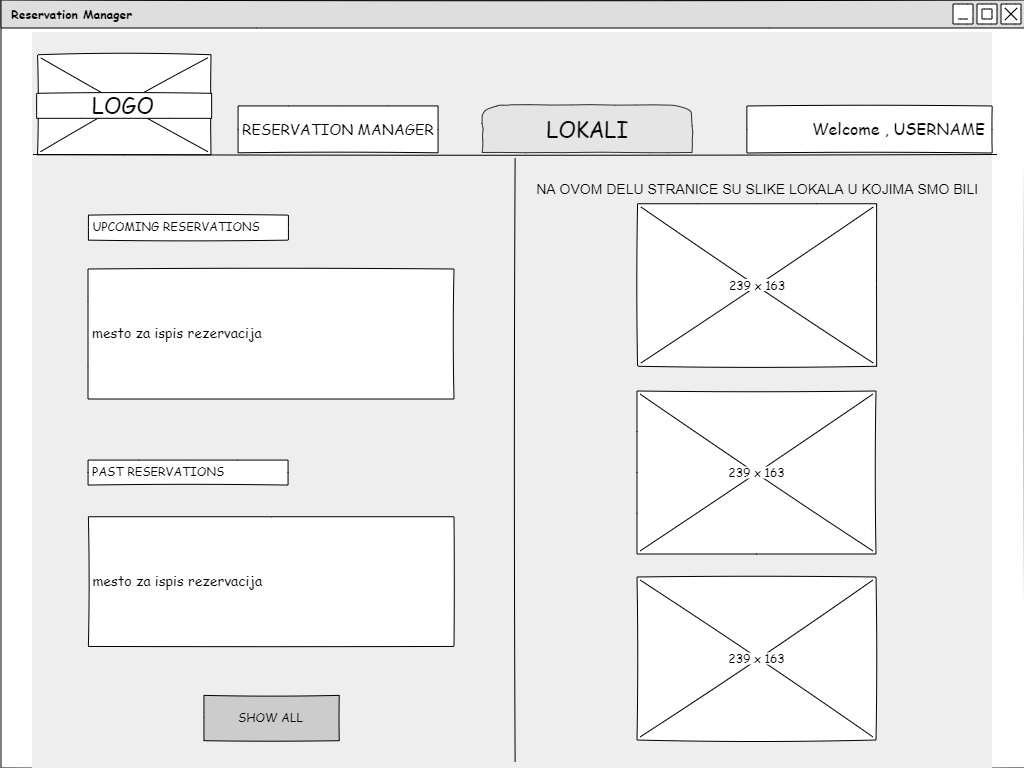 Reservation Manager
LOGO
RESERVATION MANAGER
LOKALI
Welcome , USERNAME
UPCOMING RESERVATIONS
mesto za ispis rezervacija
PAST RESERVATIONS
mesto za ispis rezervacija
SHOW ALL
NA OVOM DELU STRANICE SU SLIKE LOKALA U KOJIMA SMO BILI
239 x 163
239 x 163
239 x 163